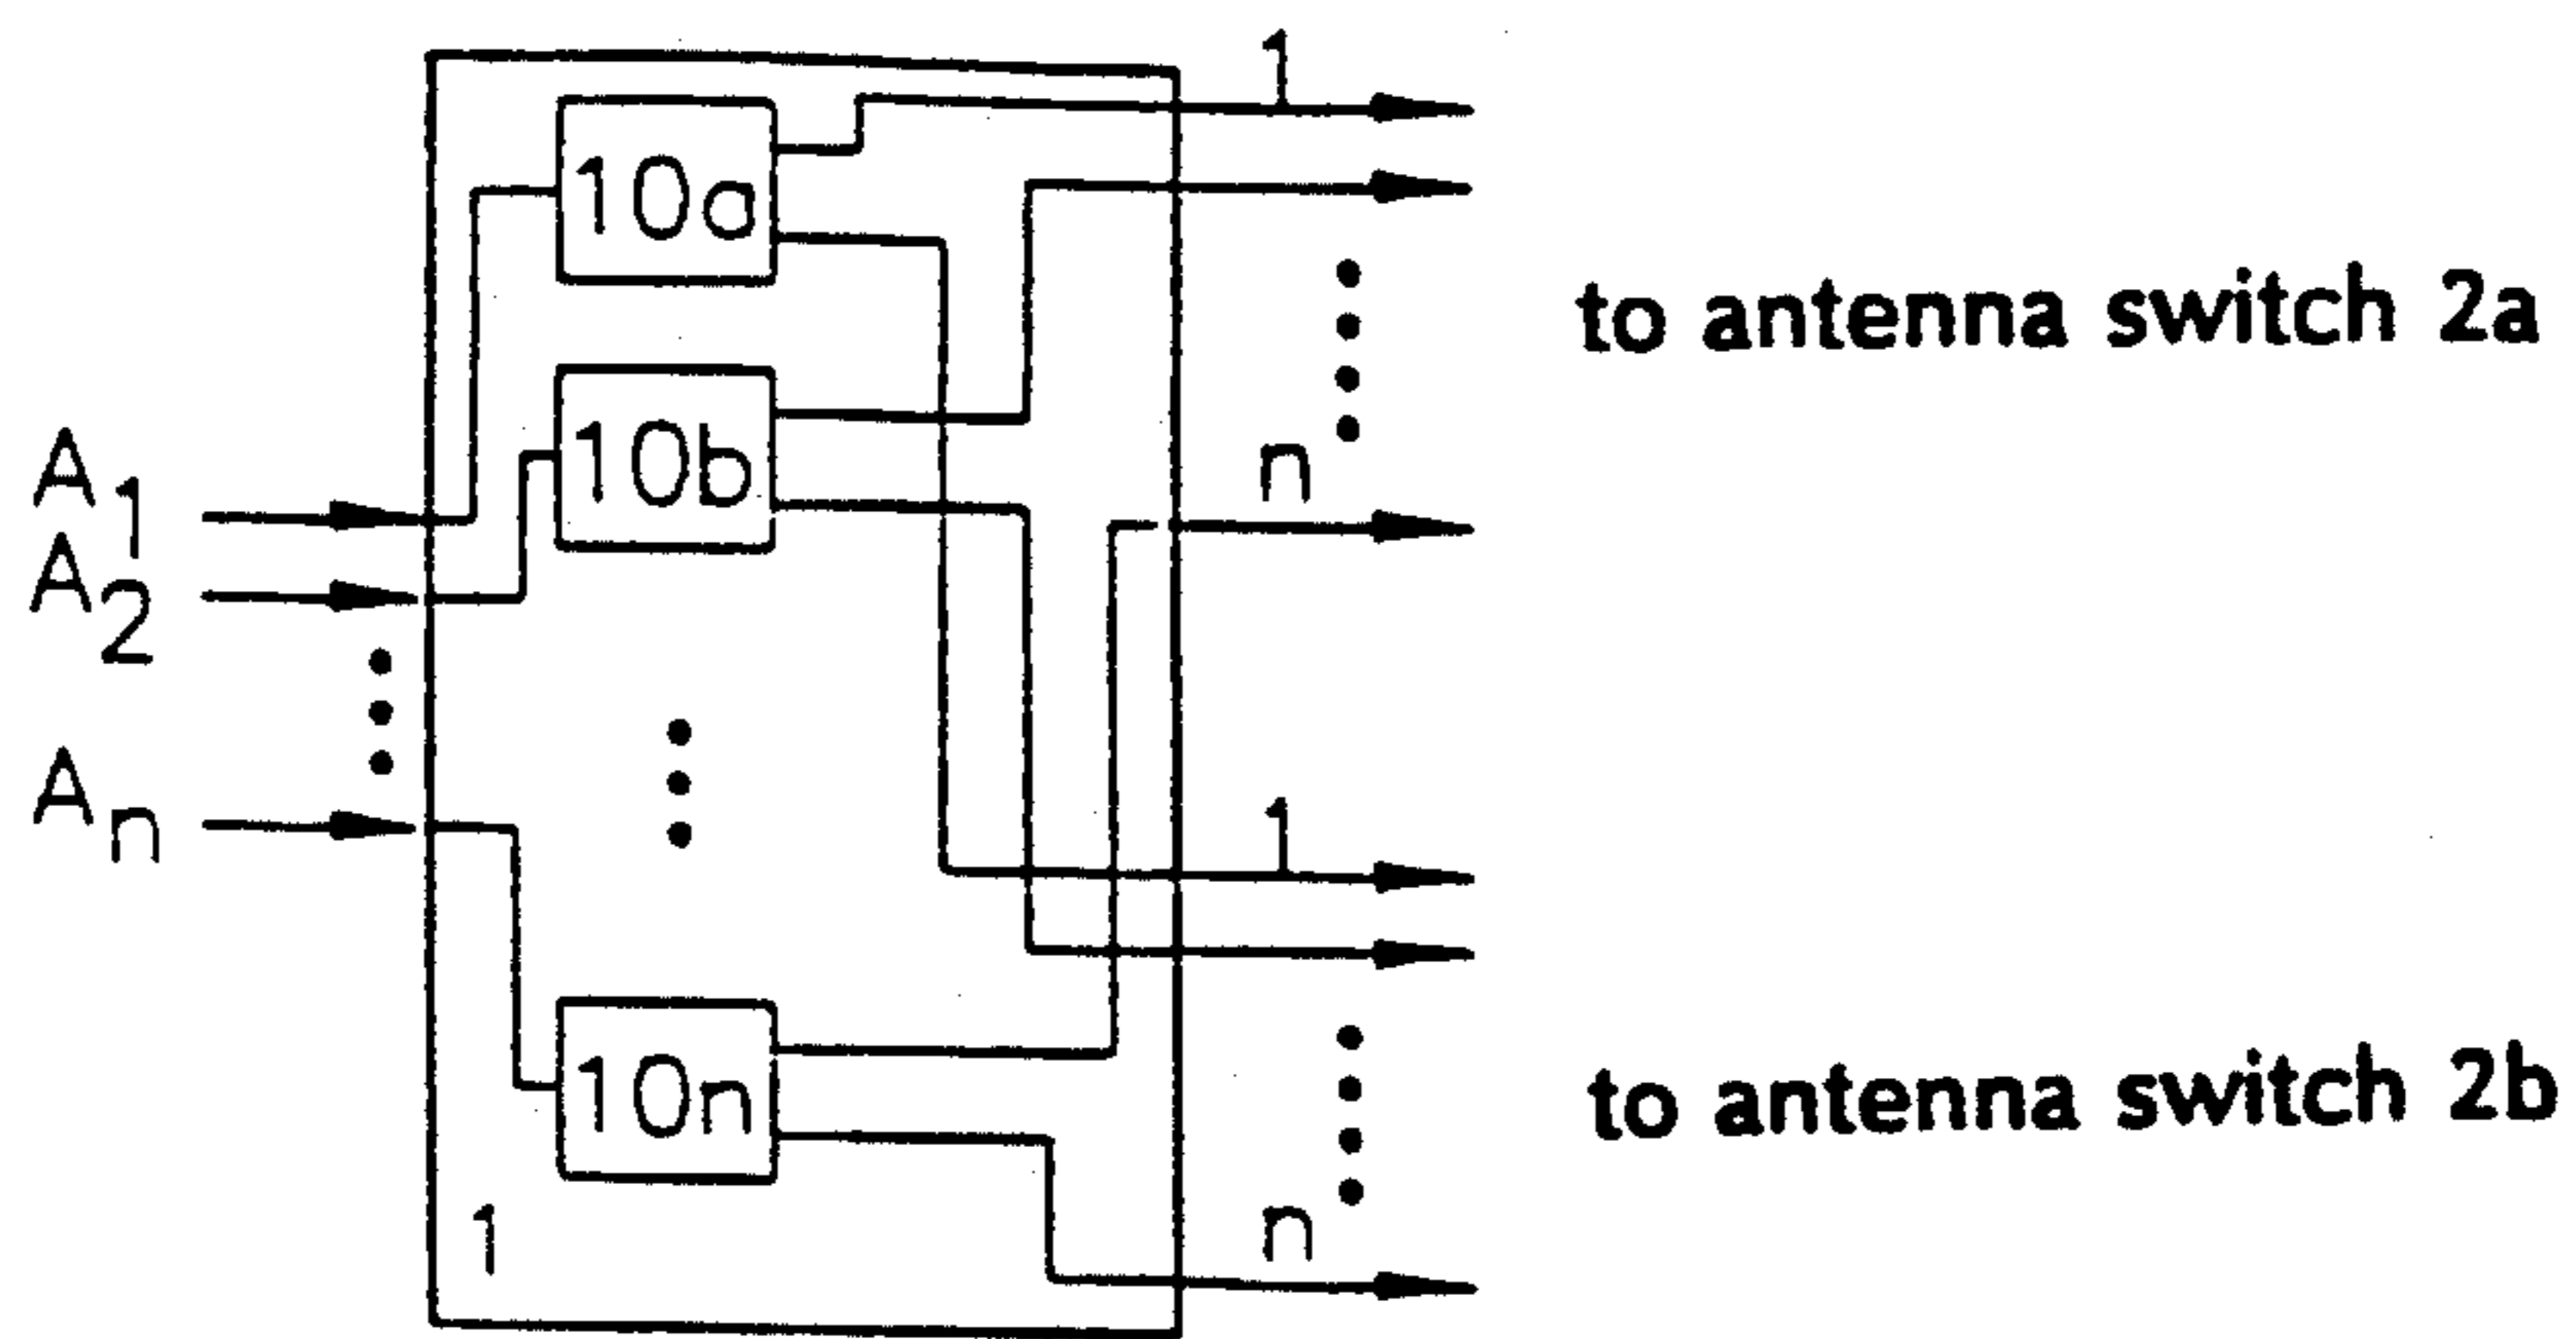 1
10a
to antenna switch 2a
10b
n
A1
A2
An
1
10n
to antenna switch 2b
1
n